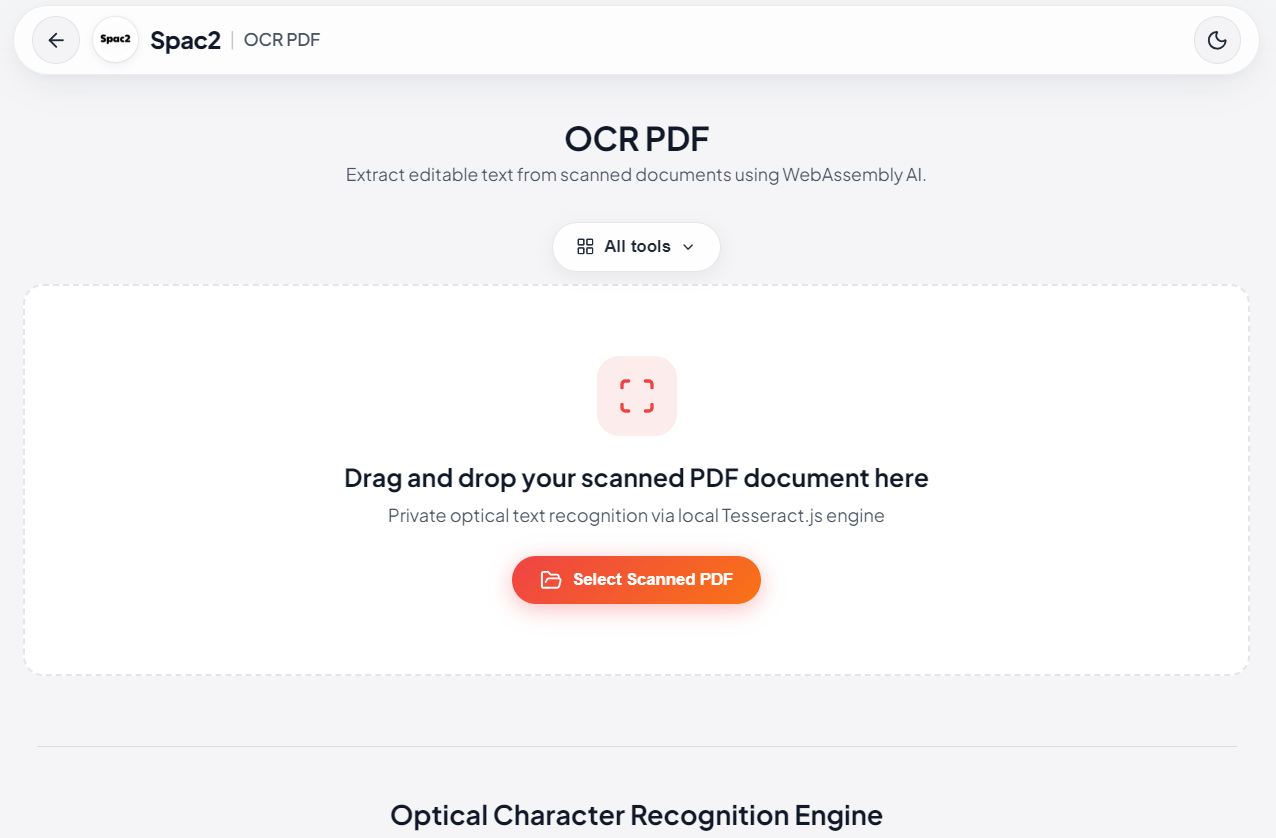 Spac2 Spac2 | OCR PDF
OCR PDF
Extract editable text from scanned documents using WebAssembly AI.
All tools
Drag and drop your scanned PDF document here
Private optical text recognition via local Tesseract.js engine
Select Scanned PDF
Optical Character Recognition Engine